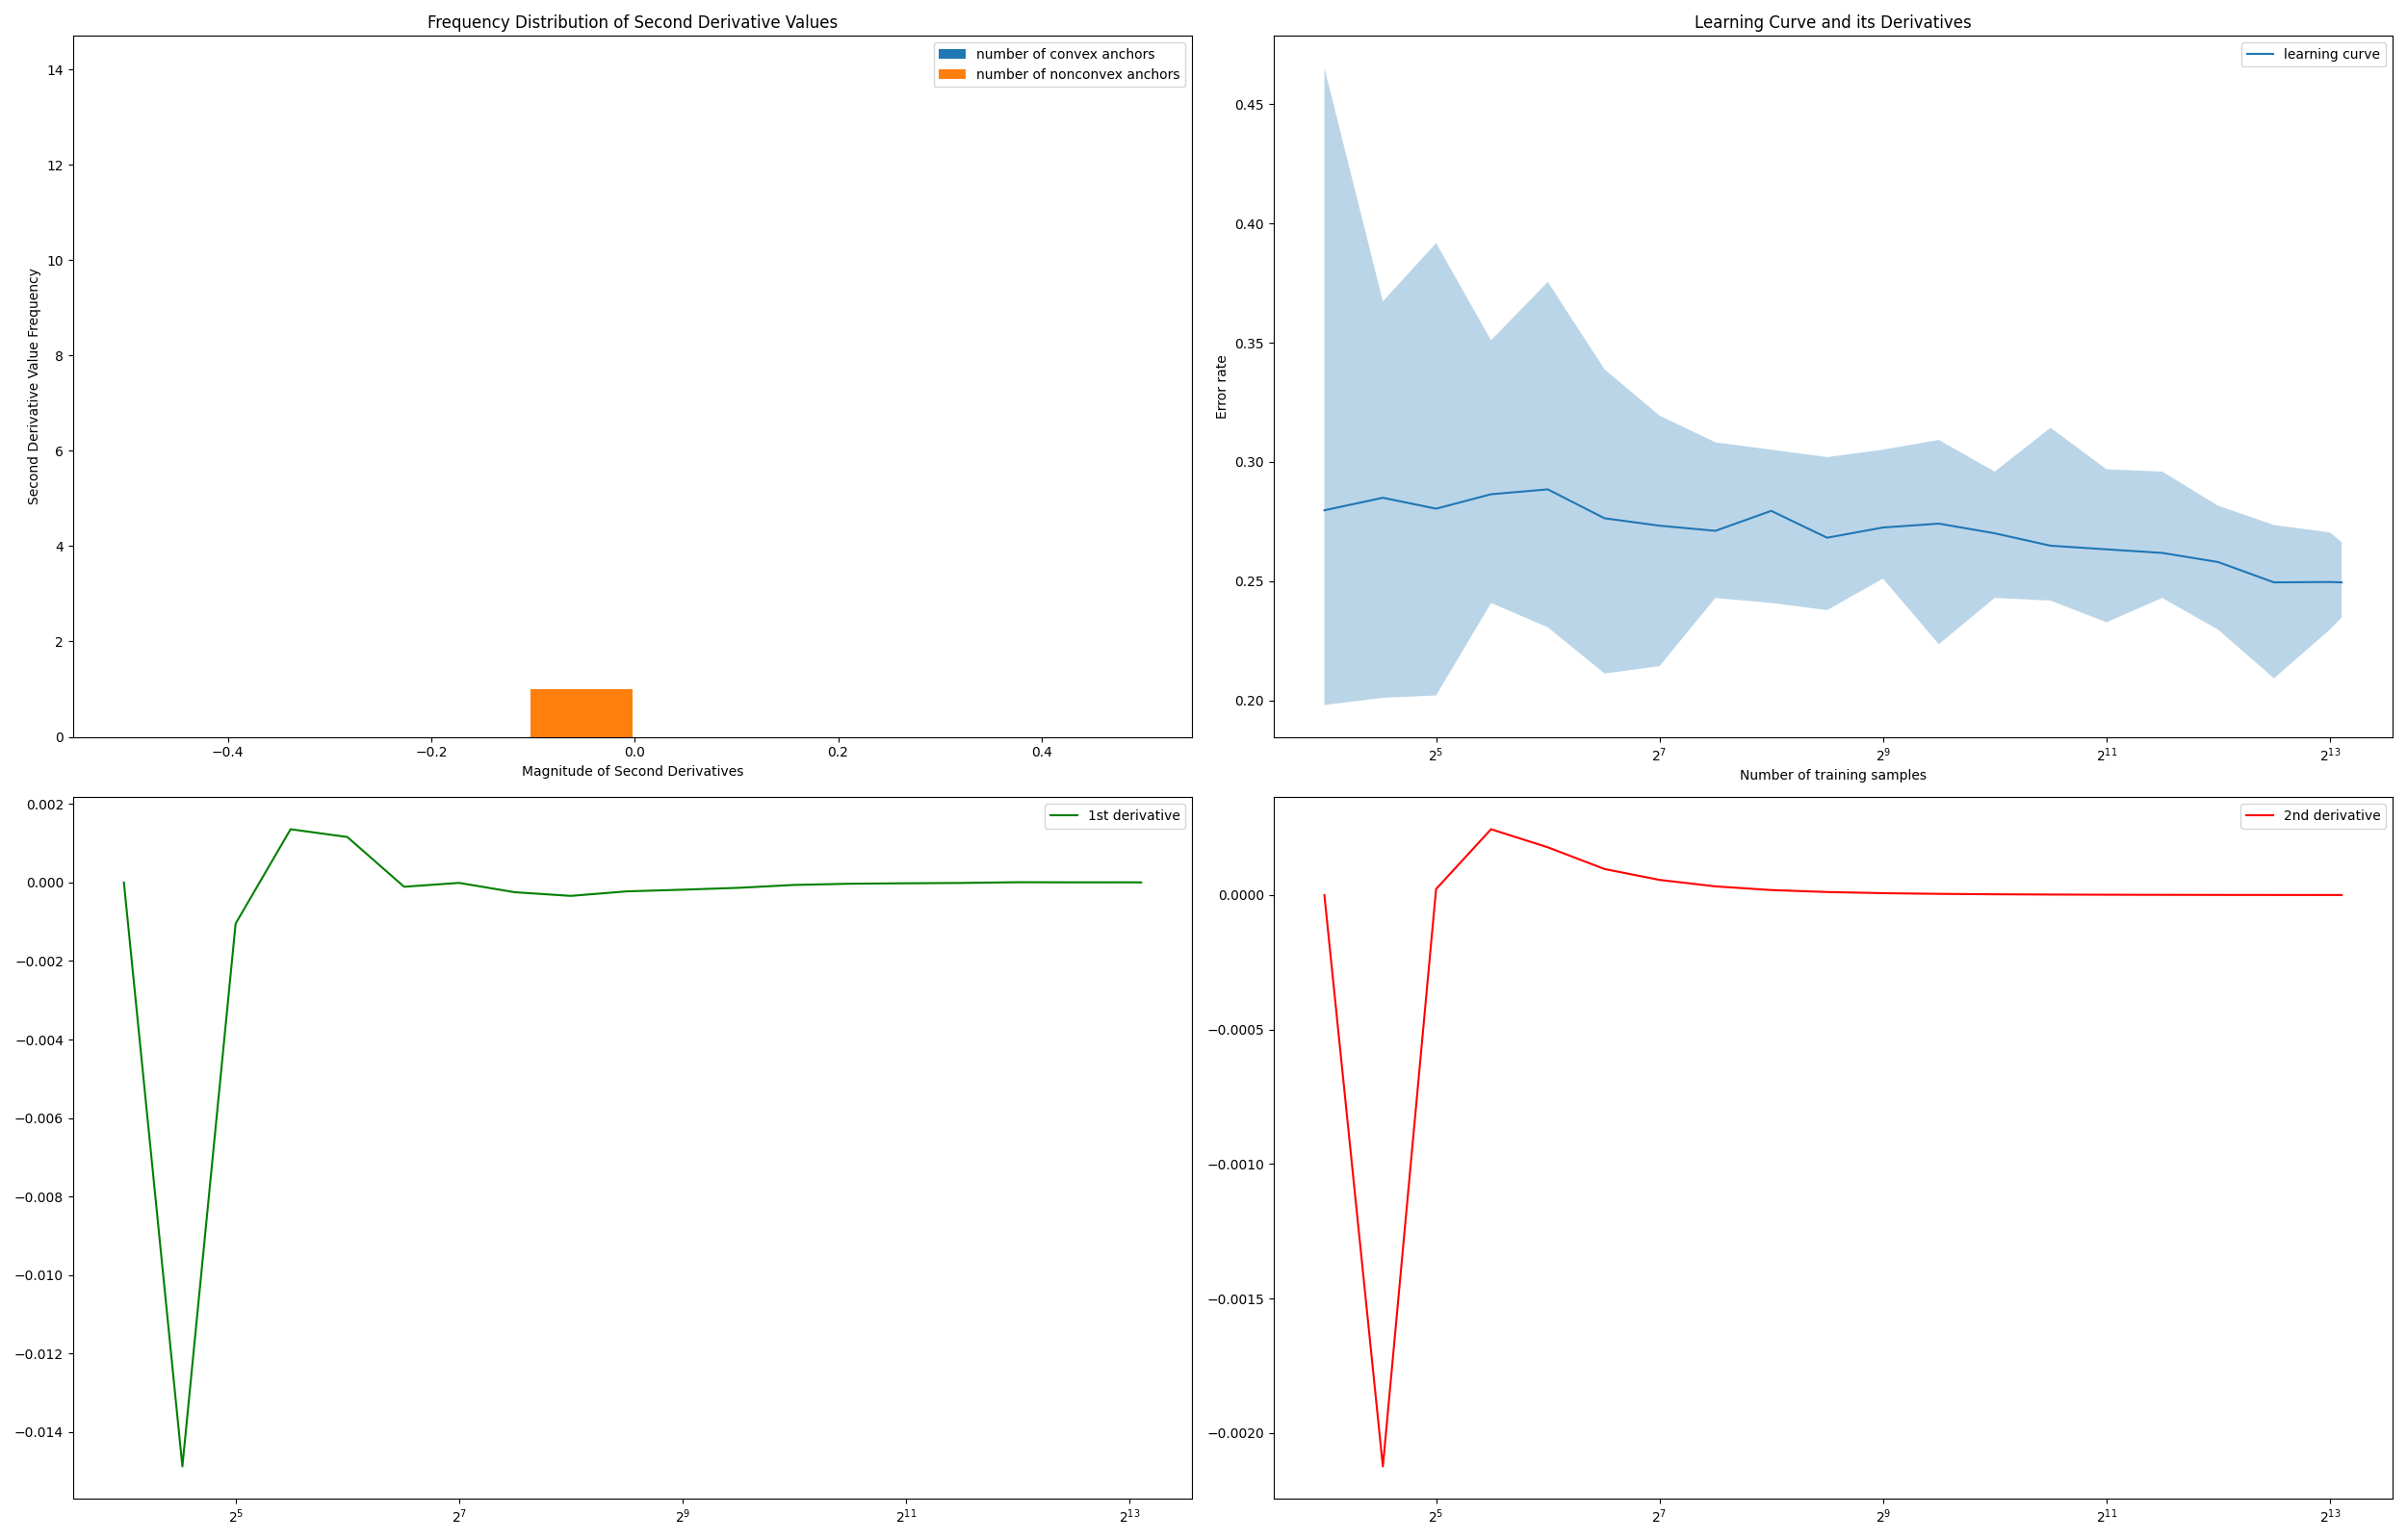 Frequency Distribution of Second Derivative Values
number of convex anchors
number of nonconvex anchors
14
12
10
8
6
4
2
0
Second Derivative Value Frequency
−0.4 −0.2 0.0 0.2 0.4
Magnitude of Second Derivatives
Learning Curve and its Derivatives
learning curve
0.45
0.40
0.35
0.30
0.25
0.20
Error rate
2^5 2^7 2^9 2^11 2^13
Number of training samples
1st derivative
0.002
0.000
−0.002
−0.004
−0.006
−0.008
−0.010
−0.012
−0.014
2^5 2^7 2^9 2^11 2^13
2nd derivative
0.0000
−0.0005
−0.0010
−0.0015
−0.0020
2^5 2^7 2^9 2^11 2^13